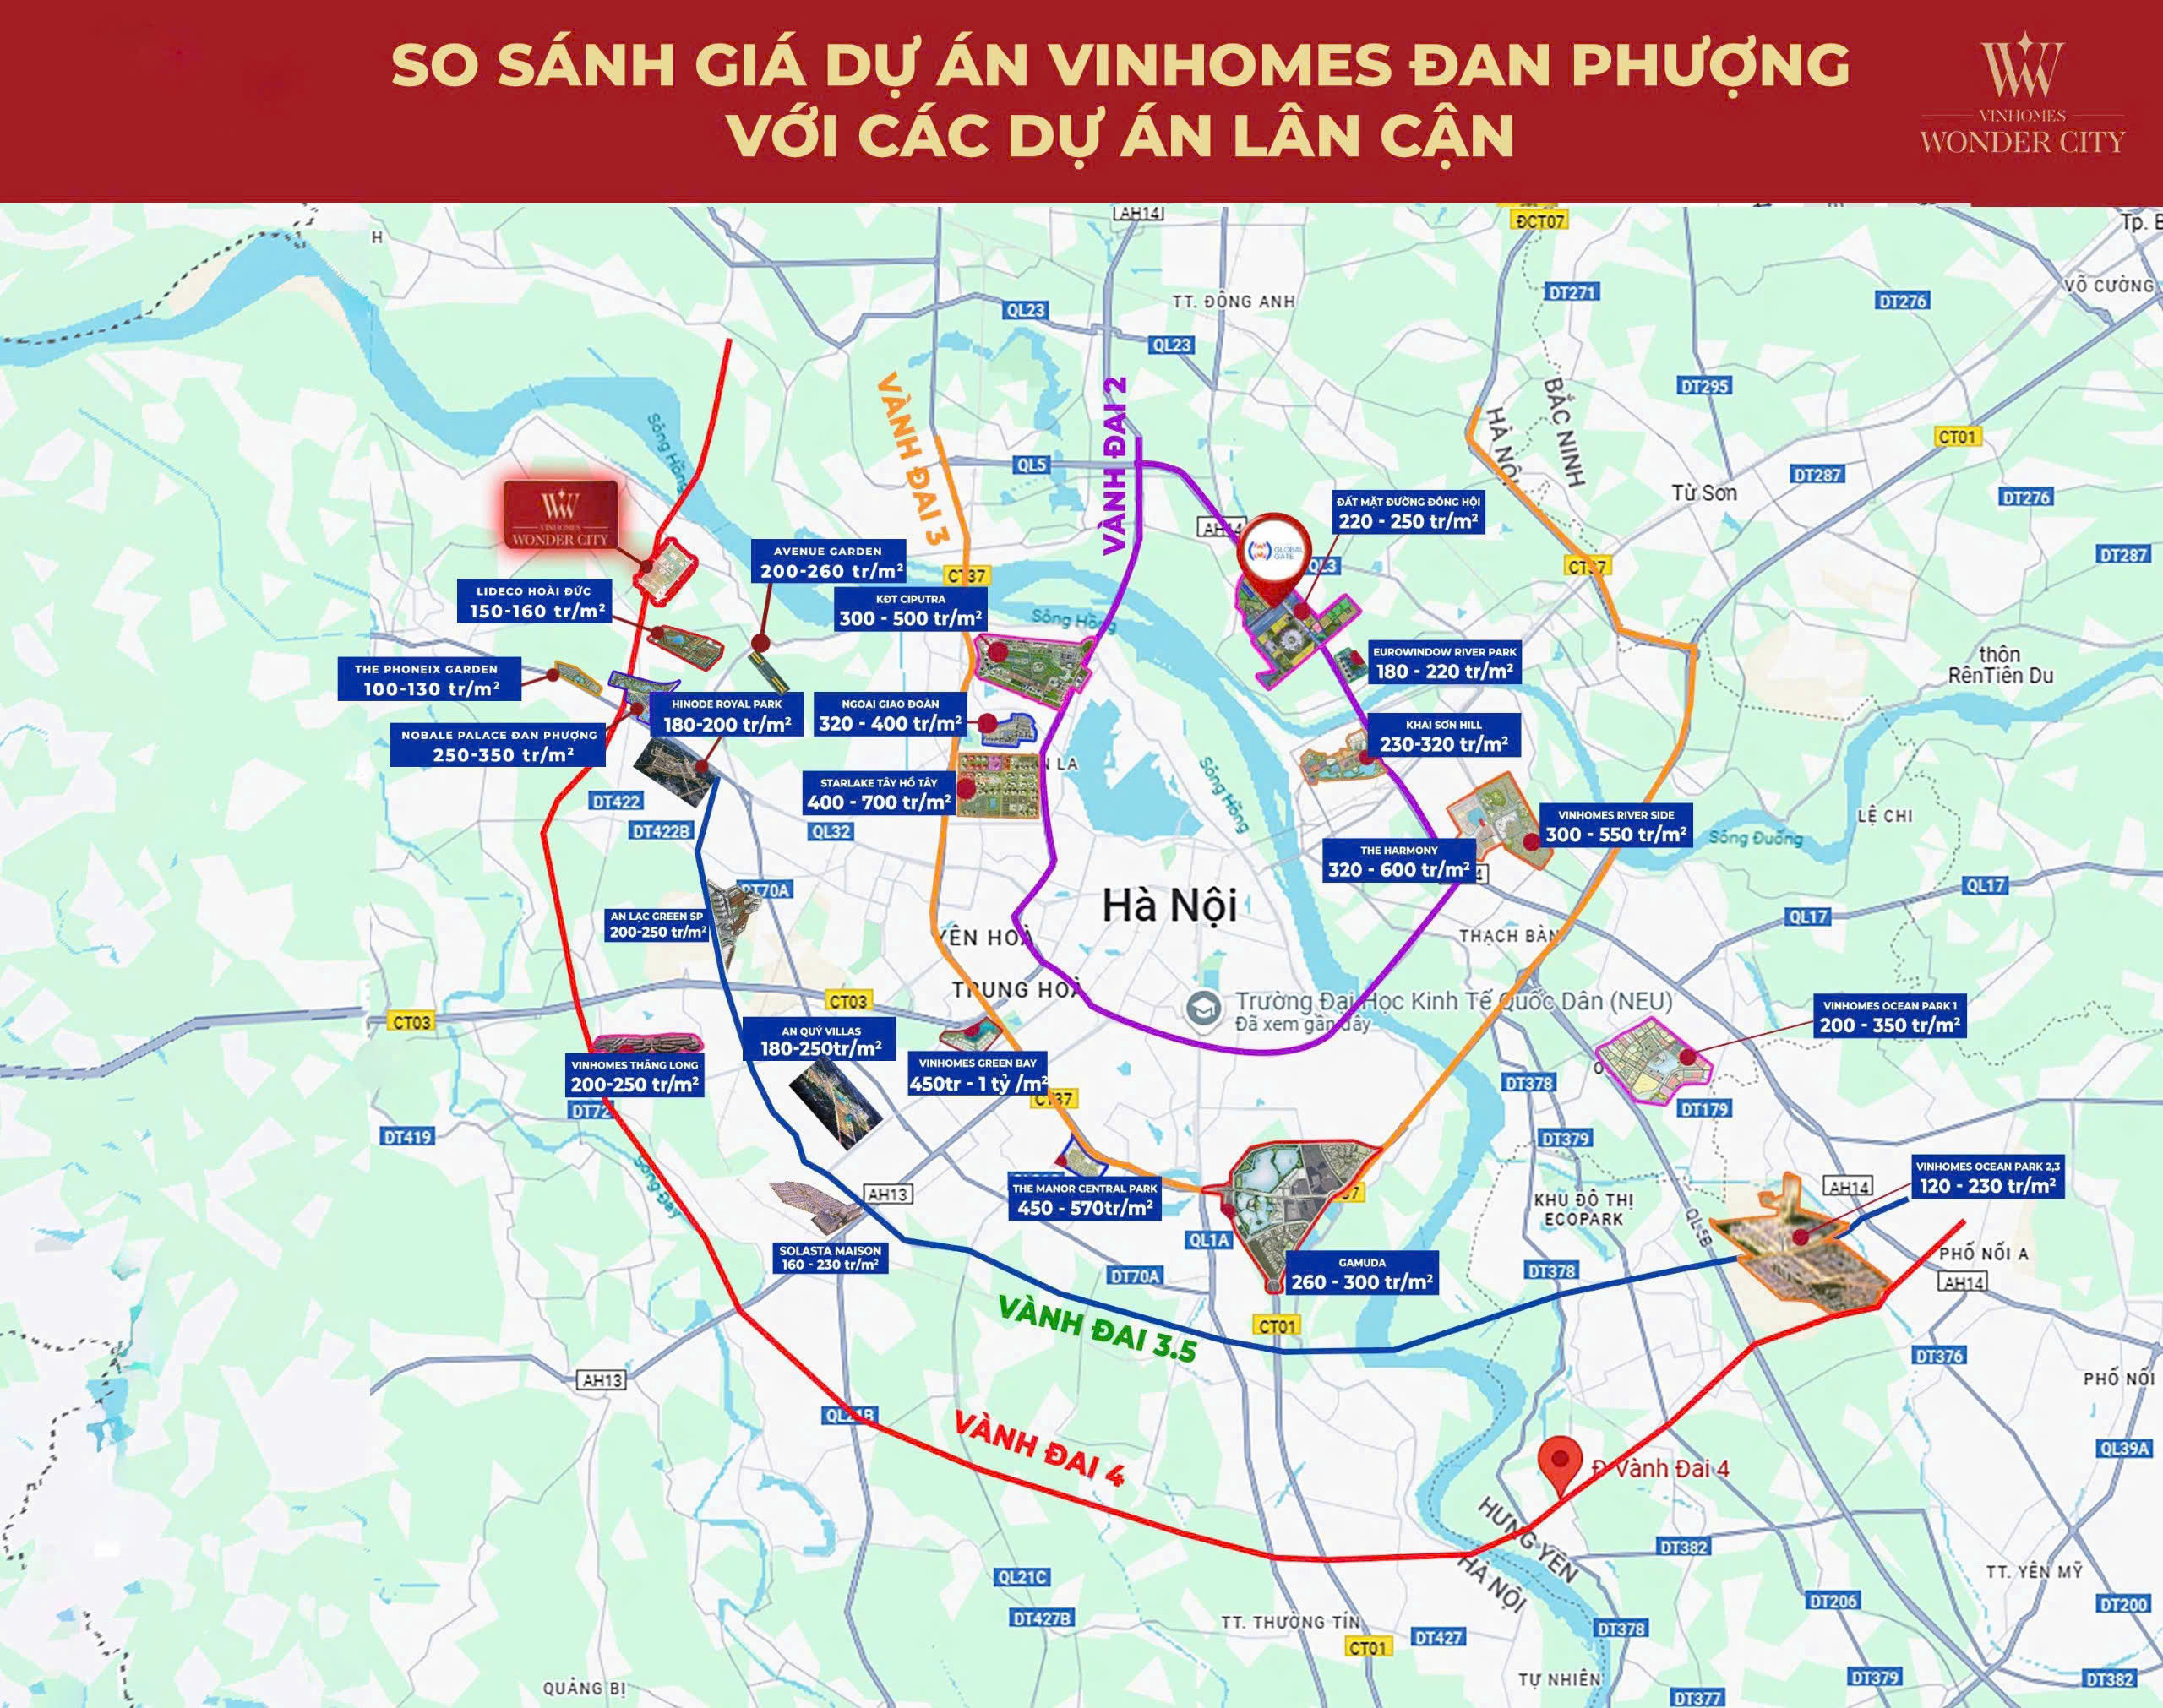 SO SÁNH GIÁ DỰ ÁN VINHOMES ĐAN PHƯỢNG
VỚI CÁC DỰ ÁN LÂN CẬN
VINHOMES
WONDER CITY
AH14
ĐCT07
H
DT271
DT276
VÕ CƯỜNG
TT. ĐÔNG ANH
QL23
QL23
DT295
VÀNH ĐAI 3
VÀNH ĐAI 2
BẮC NINH
HÀ NỘI
CT01
Sông Hồng
QL5
DT287
Từ Sơn
DT276
VINHOMES
WONDER CITY
ĐẤT MẶT ĐƯỜNG ĐÔNG HỘI
220 - 250 tr/m²
GLOBAL
GATE
DT287
AVENUE GARDEN
200-260 tr/m²
LIDECO HOÀI ĐỨC
150-160 tr/m²
KĐT CIPUTRA
300 - 500 tr/m²
Sông Hồng
EUROWINDOW RIVER PARK
180 - 220 tr/m²
thôn
RênTiên Du
THE PHONEIX GARDEN
100-130 tr/m²
HINODE ROYAL PARK
180-200 tr/m²
NGOẠI GIAO ĐOÀN
320 - 400 tr/m²
KHAI SƠN HILL
230-320 tr/m²
NOBALE PALACE ĐAN PHƯỢNG
250-350 tr/m²
STARLAKE TÂY HỒ TÂY
400 - 700 tr/m²
Sông Hồng
DT422
DT422B
QL32
VINHOMES RIVER SIDE
300 - 550 tr/m²
Sông Đuống
LỆ CHI
THE HARMONY
320 - 600 tr/m²
Hà Nội
QL17
QL17
AN LẠC GREEN SP
200-250 tr/m²
YÊN HOÀ
THẠCH BÀN
TRUNG HOÀ
CT03
CT03
Trường Đại Học Kinh Tế Quốc Dân (NEU)
Đã xem gần đây
VINHOMES OCEAN PARK 1
200 - 350 tr/m²
AN QUÝ VILLAS
180-250tr/m²
VINHOMES THĂNG LONG
200-250 tr/m²
VINHOMES GREEN BAY
450tr - 1 tỷ /m²
DT378
DT179
DT419
DT379
Sông Đáy
THE MANOR CENTRAL PARK
450 - 570tr/m²
AH13
KHU ĐÔ THỊ
ECOPARK
AH14
VINHOMES OCEAN PARK 2,3
120 - 230 tr/m²
SOLASTA MAISON
160 - 230 tr/m²
QL1A
QL5B
PHỐ NỐI A
AH14
GAMUDA
260 - 300 tr/m²
DT70A
DT378
CT01
VÀNH ĐAI 3.5
DT376
AH13
PHỐ NỐI
VÀNH ĐAI 4
QL39A
Đ. Vành Đai 4
HƯNG YÊN
HÀ NỘI
DT382
QL21C
DT427B
TT. YÊN MỸ
DT206
DT200
TT. THƯỜNG TÍN
CT01
DT427
DT378
QUẢNG BỊ
TỰ NHIÊN
DT379
DT382
DT377